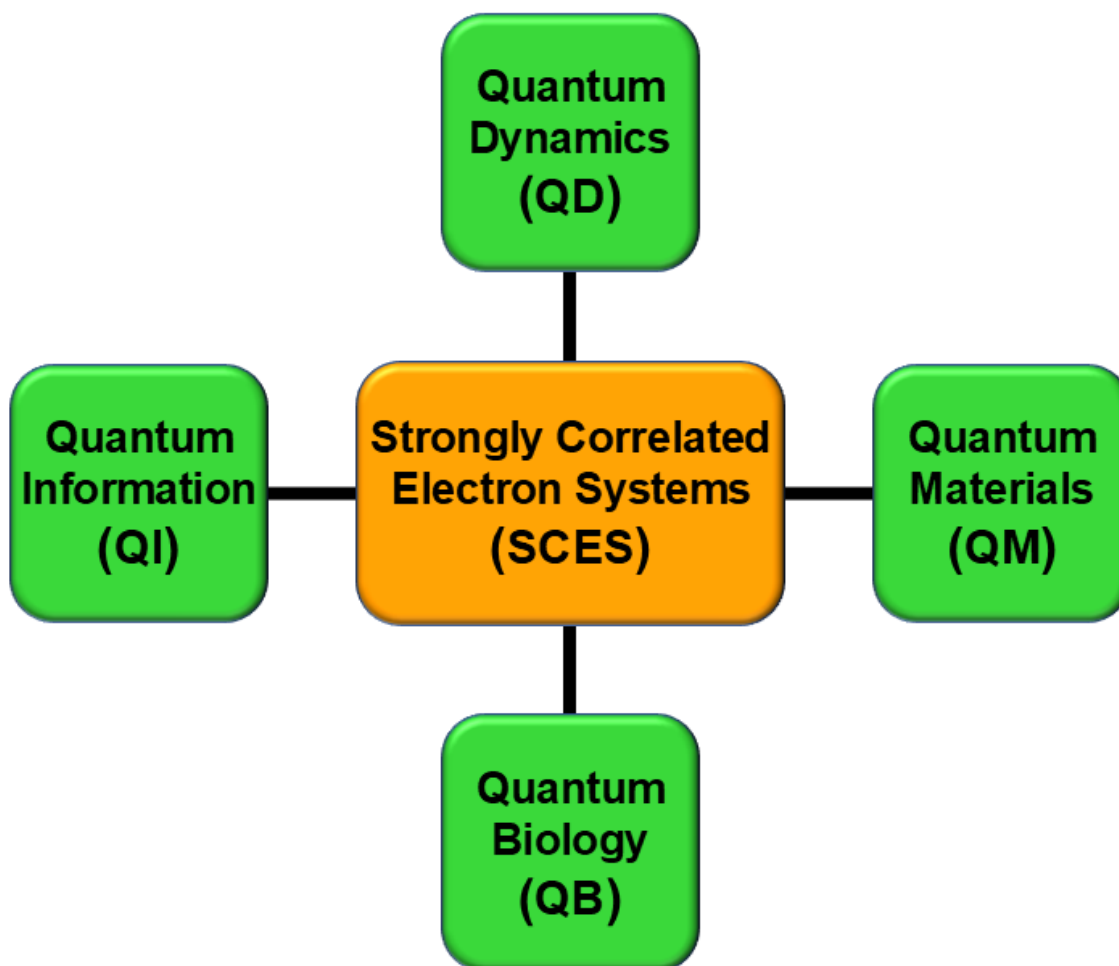 Quantum
Dynamics
(QD)
Quantum
Information
(QI)
Strongly Correlated
Electron Systems
(SCES)
Quantum
Materials
(QM)
Quantum
Biology
(QB)